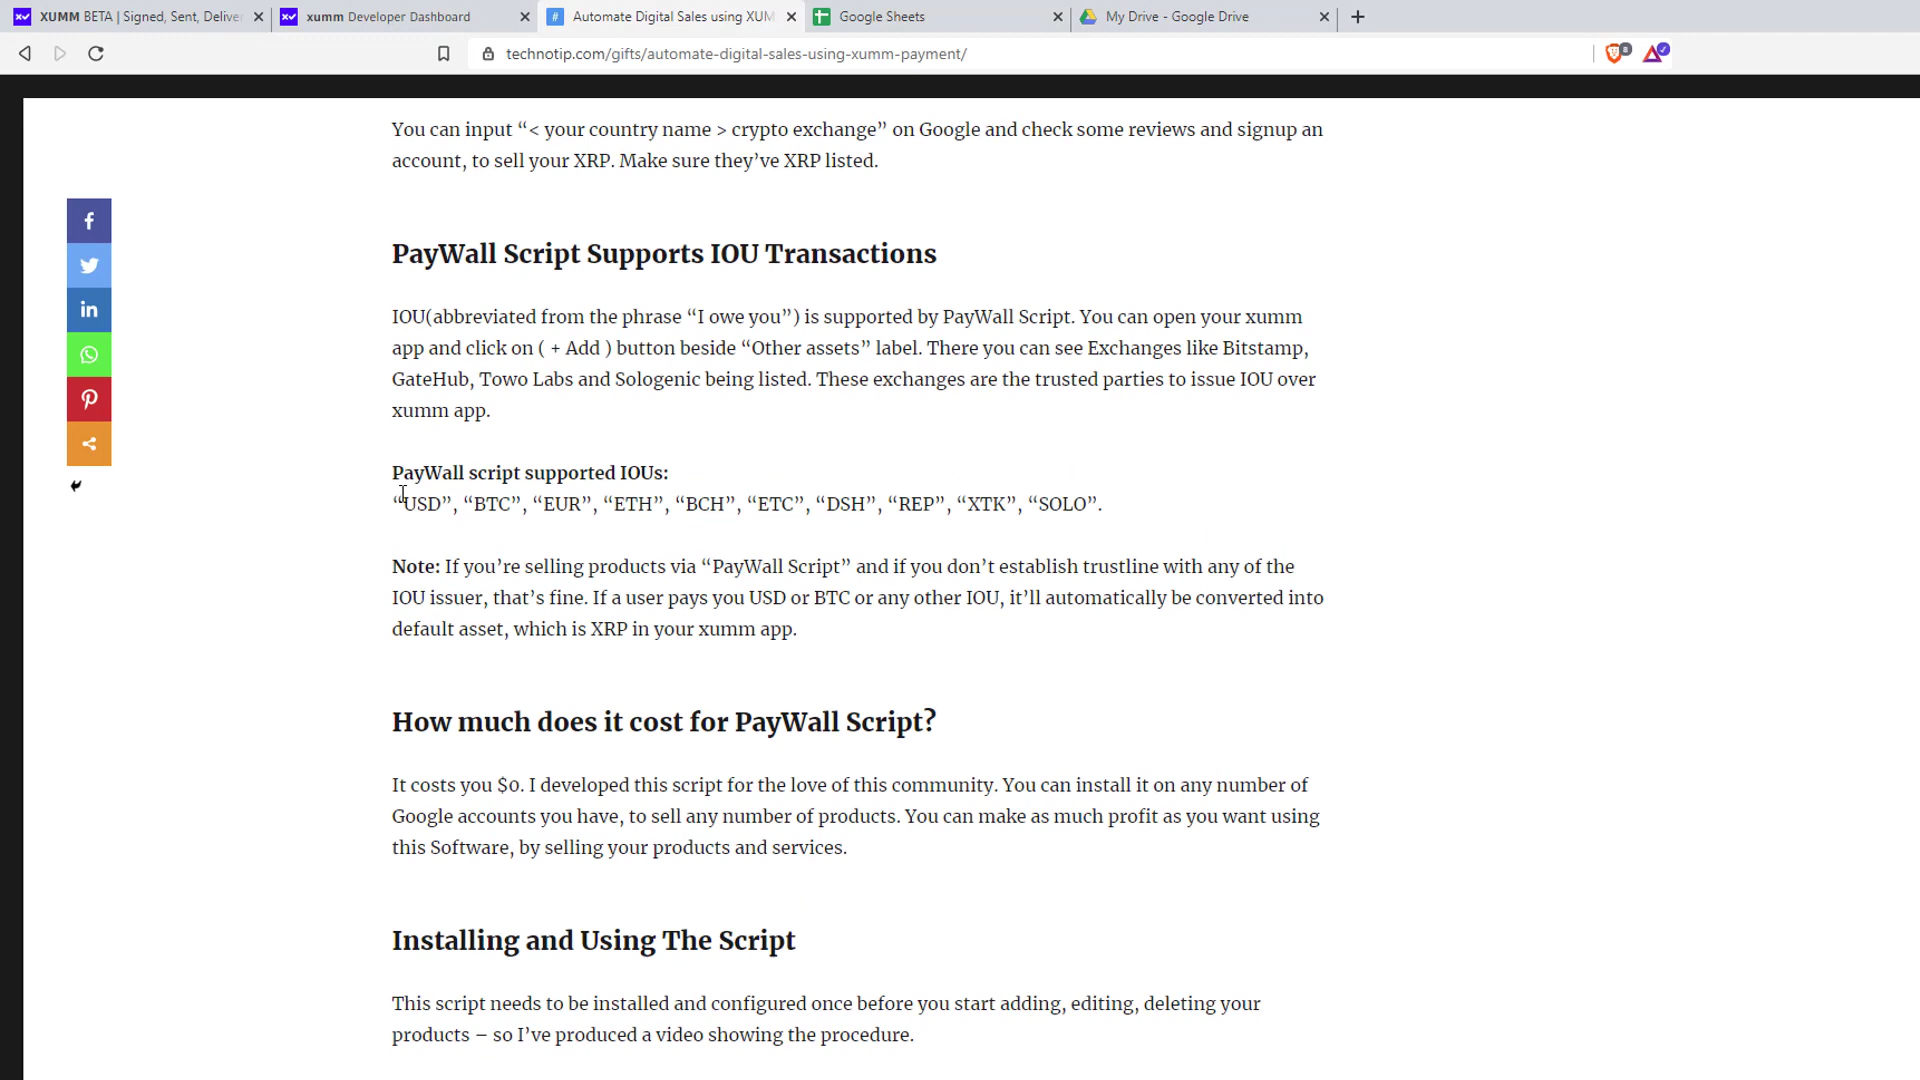 XUMM BETA | Signed, Sent, Deliver
xumm Developer Dashboard
Automate Digital Sales using XUM
Google Sheets
My Drive - Google Drive
technotip.com/gifts/automate-digital-sales-using-xumm-payment/
8
You can input “< your country name > crypto exchange” on Google and check some reviews and signup an
account, to sell your XRP. Make sure they’ve XRP listed.
PayWall Script Supports IOU Transactions
IOU(abbreviated from the phrase “I owe you”) is supported by PayWall Script. You can open your xumm
app and click on ( + Add ) button beside “Other assets” label. There you can see Exchanges like Bitstamp,
GateHub, Towo Labs and Sologenic being listed. These exchanges are the trusted parties to issue IOU over
xumm app.
PayWall script supported IOUs:
“USD”, “BTC”, “EUR”, “ETH”, “BCH”, “ETC”, “DSH”, “REP”, “XTK”, “SOLO”.
Note: If you’re selling products via “PayWall Script” and if you don’t establish trustline with any of the
IOU issuer, that’s fine. If a user pays you USD or BTC or any other IOU, it’ll automatically be converted into
default asset, which is XRP in your xumm app.
How much does it cost for PayWall Script?
It costs you $0. I developed this script for the love of this community. You can install it on any number of
Google accounts you have, to sell any number of products. You can make as much profit as you want using
this Software, by selling your products and services.
Installing and Using The Script
This script needs to be installed and configured once before you start adding, editing, deleting your
products – so I’ve produced a video showing the procedure.